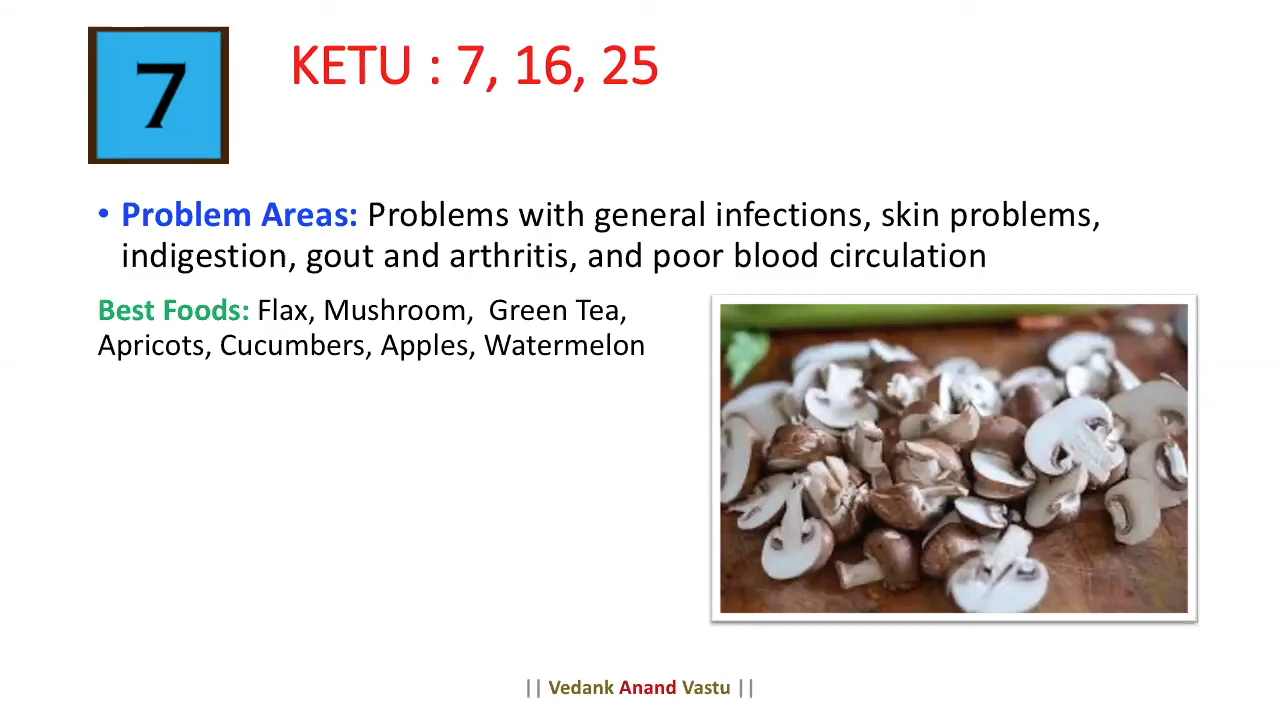 7
KETU : 7, 16, 25
• Problem Areas: Problems with general infections, skin problems,
indigestion, gout and arthritis, and poor blood circulation
Best Foods: Flax, Mushroom,  Green Tea,
Apricots, Cucumbers, Apples, Watermelon
|| Vedank Anand Vastu ||